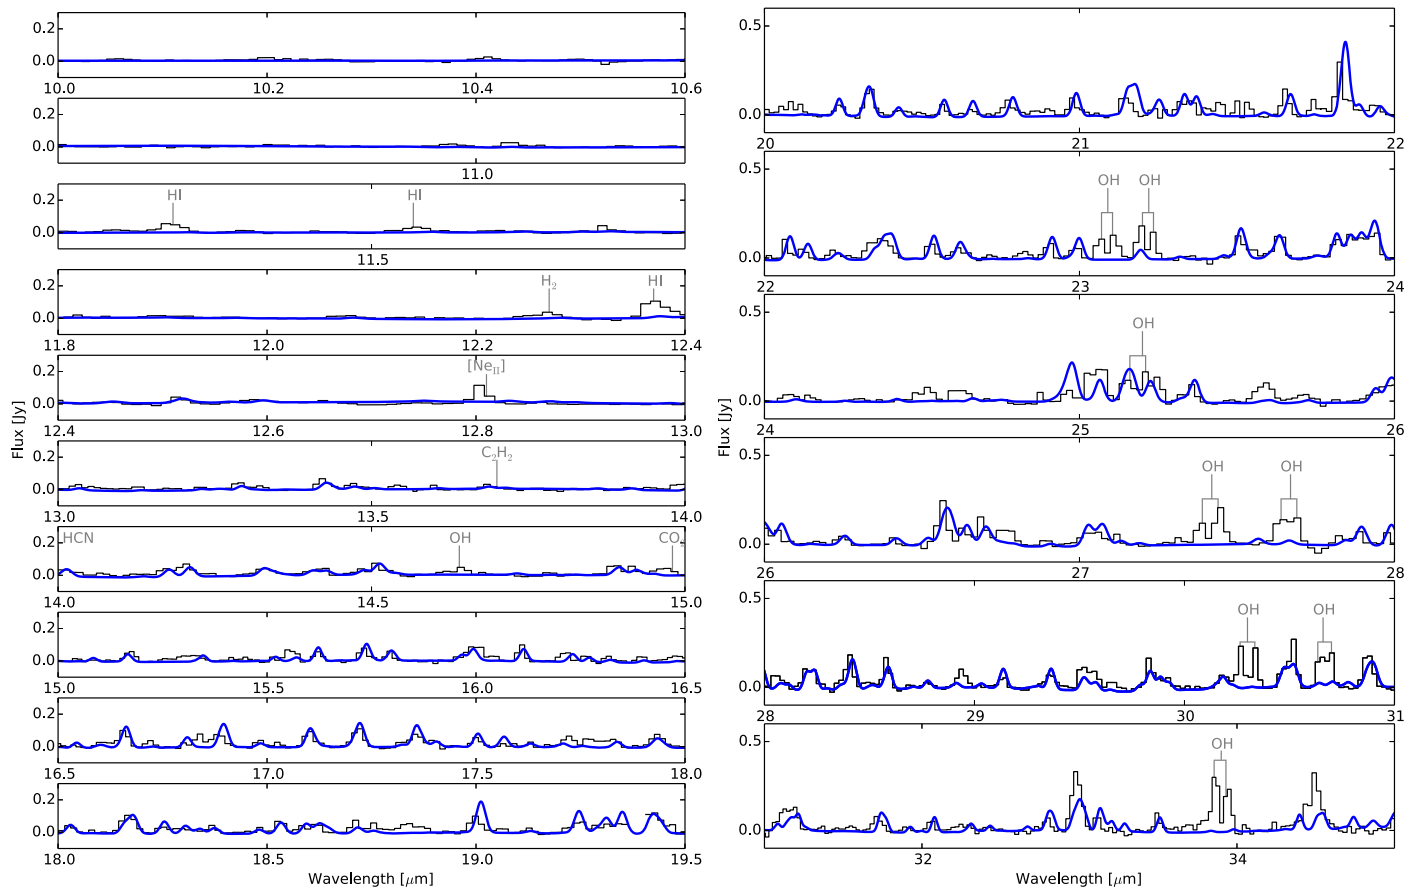 0.2
0.0
10.0 10.2 10.4 10.6
0.2
0.0
11.0
HI HI
0.2
0.0
11.5
H₂ HI
0.2
0.0
11.8 12.0 12.2 12.4
[Ne_II]
0.2
0.0
12.4 12.6 12.8 13.0
C₂H₂
0.2
0.0
13.0 13.5 14.0
HCN OH CO₂
0.2
0.0
14.0 14.5 15.0
0.2
0.0
15.0 15.5 16.0 16.5
0.2
0.0
16.5 17.0 17.5 18.0
0.2
0.0
18.0 18.5 19.0 19.5
Flux [Jy]
Wavelength [μm]
0.5
0.0
20 21 22
OH OH
0.5
0.0
22 23 24
OH
0.5
0.0
24 25 26
OH OH
0.5
0.0
26 27 28
OH OH
0.5
0.0
28 29 30 31
OH
0.5
0.0
32 34
Flux [Jy]
Wavelength [μm]